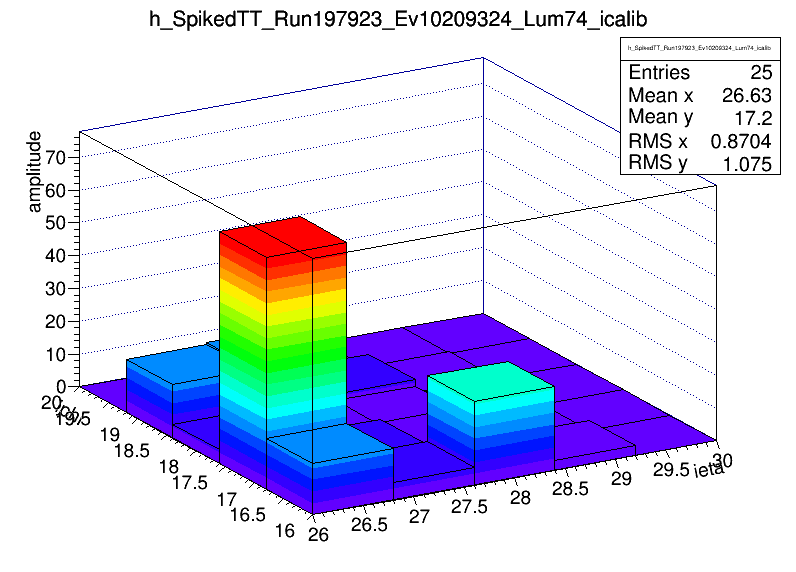 h_SpikedTT_Run197923_Ev10209324_Lum74_icalib
h_SpikedTT_Run197923_Ev10209324_Lum74_icalib
Entries 25
Mean x 26.63
Mean y 17.2
RMS x 0.8704
RMS y 1.075
amplitude
70
60
50
40
30
20
10
0
20
19.5
19
18.5
18
17.5
17
16.5
16
26
26.5
27
27.5
28
28.5
29
29.5
30
ieta